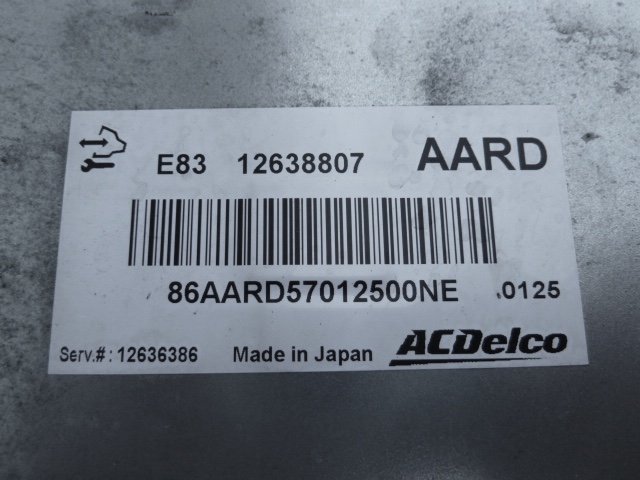 E83 12638807 AARD
86AARD57012500NE .0125
Serv.#: 12636386 Made in Japan ACDelco